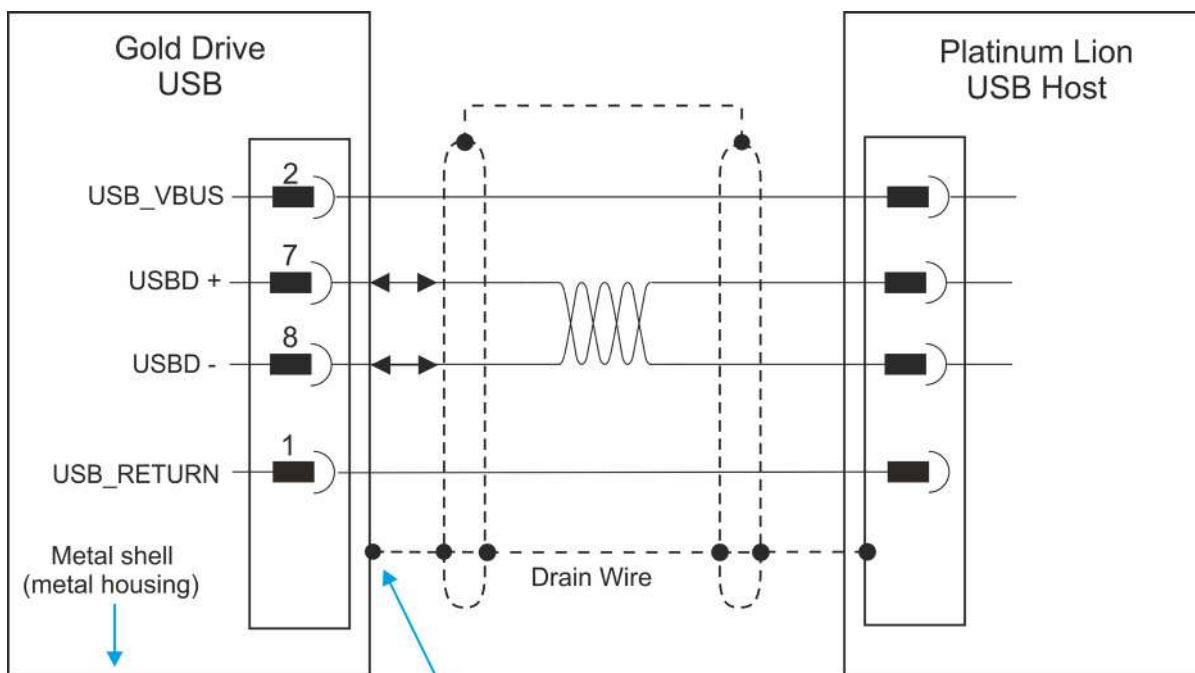 Gold Drive
USB
Platinum Lion
USB Host
USB_VBUS
2
USBD +
7
USBD -
8
USB_RETURN
1
Metal shell
(metal housing)
Drain Wire